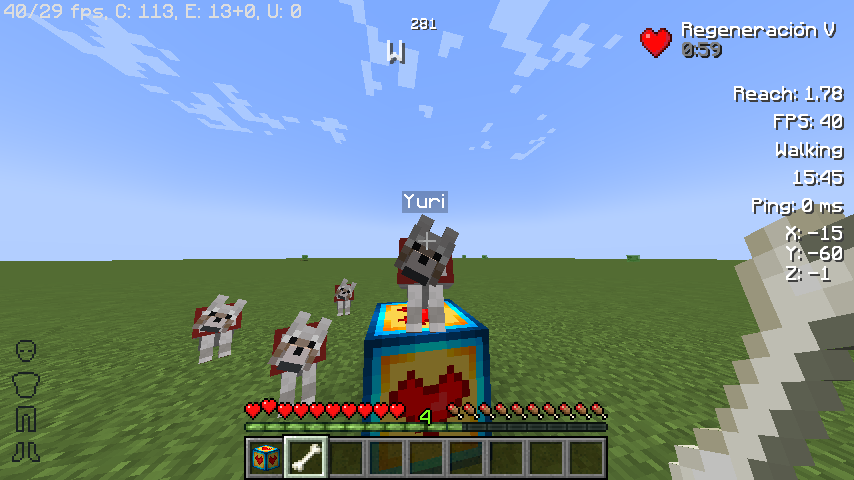 40/29 fps, C: 113, E: 13+0, U: 0
281
W
Regeneración V
0:59
Reach: 1.78
FPS: 40
Walking
15:45
Ping: 0 ms
X: -15
Y: -60
Z: -1
Yuri
4